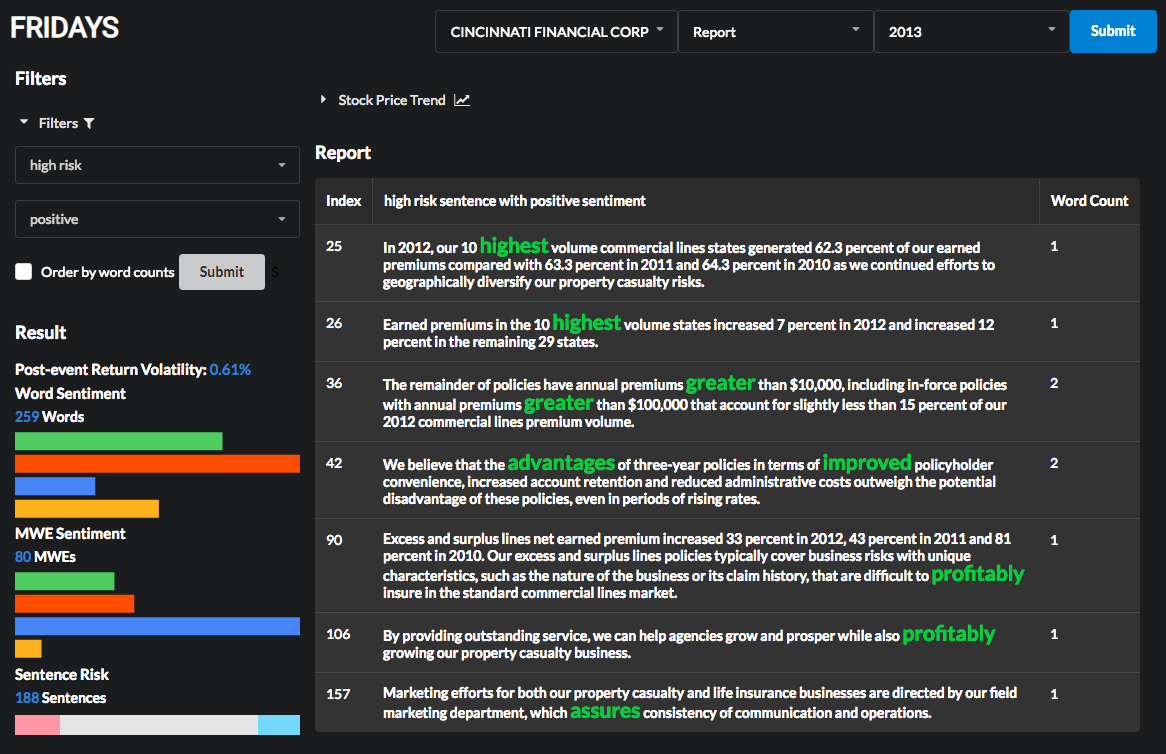 FRIDAYS
CINCINNATI FINANCIAL CORP
Report
2013
Submit
Filters
Filters
high risk
positive
Order by word counts
Submit
S
Result
Post-event Return Volatility: 0.61%
Word Sentiment
259 Words
MWE Sentiment
80 MWEs
Sentence Risk
188 Sentences
Stock Price Trend
Report
Index high risk sentence with positive sentiment Word Count
25 In 2012, our 10 highest volume commercial lines states generated 62.3 percent of our earned 1
premiums compared with 63.3 percent in 2011 and 64.3 percent in 2010 as we continued efforts to
geographically diversify our property casualty risks.
26 Earned premiums in the 10 highest volume states increased 7 percent in 2012 and increased 12 1
percent in the remaining 29 states.
36 The remainder of policies have annual premiums greater than $10,000, including in-force policies 2
with annual premiums greater than $100,000 that account for slightly less than 15 percent of our
2012 commercial lines premium volume.
42 We believe that the advantages of three-year policies in terms of improved policyholder 2
convenience, increased account retention and reduced administrative costs outweigh the potential
disadvantage of these policies, even in periods of rising rates.
90 Excess and surplus lines net earned premium increased 33 percent in 2012, 43 percent in 2011 and 81 1
percent in 2010. Our excess and surplus lines policies typically cover business risks with unique
characteristics, such as the nature of the business or its claim history, that are difficult to profitably
insure in the standard commercial lines market.
106 By providing outstanding service, we can help agencies grow and prosper while also profitably 1
growing our property casualty business.
157 Marketing efforts for both our property casualty and life insurance businesses are directed by our field 1
marketing department, which assures consistency of communication and operations.